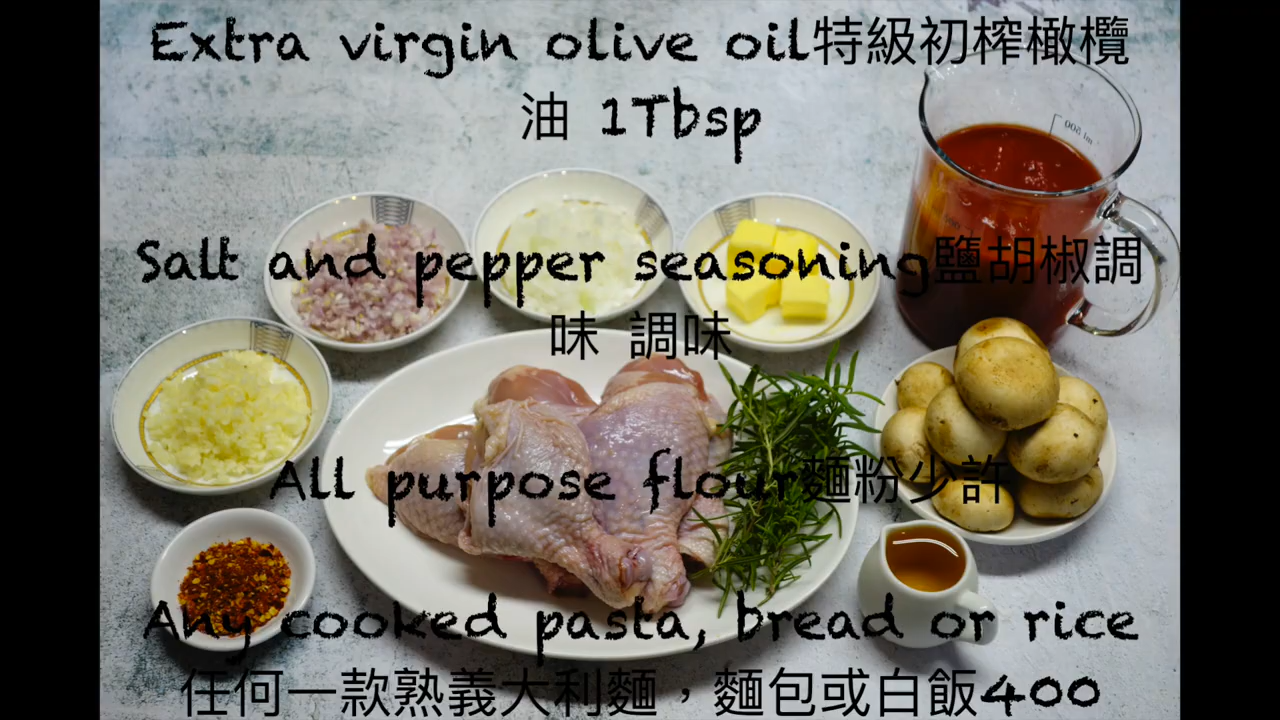 Extra virgin olive oil特級初榨橄欖
油 1Tbsp
Salt and pepper seasoning鹽胡椒調
味 調味
All purpose flour麵粉少許
Any cooked pasta, bread or rice
任何一款熟義大利麵，麵包或白飯400